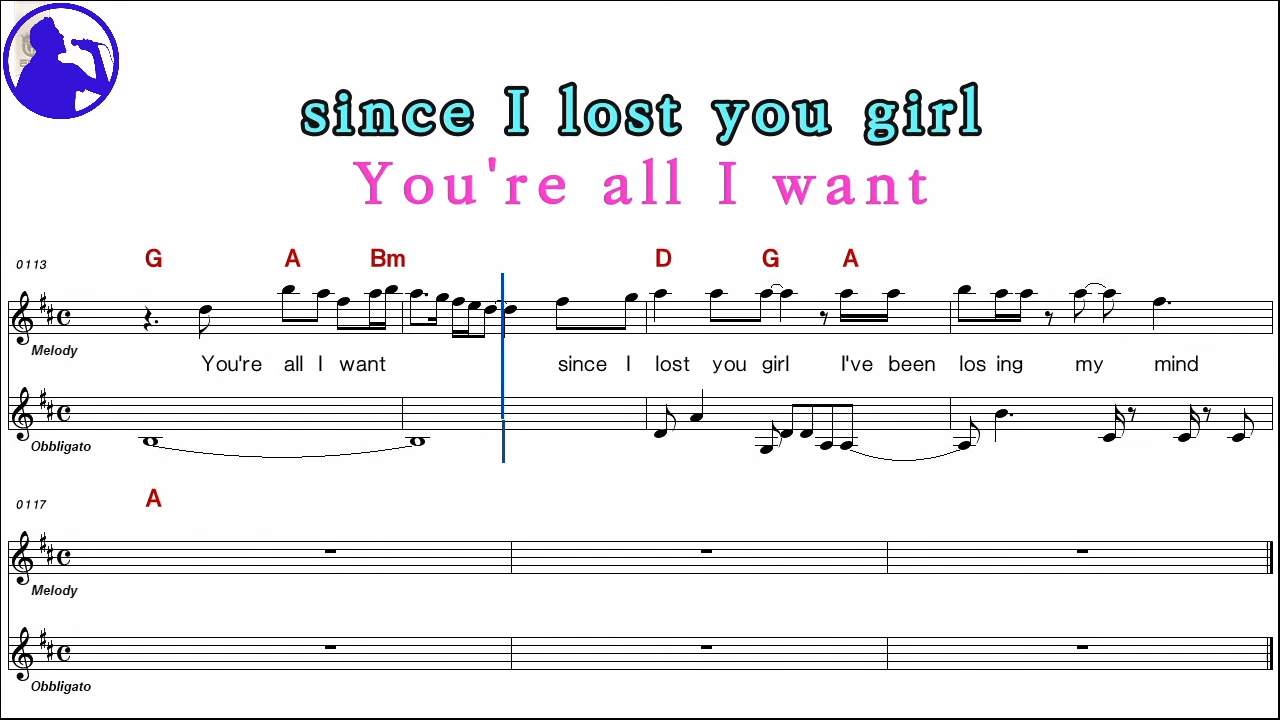 since I lost you girl
You're all I want
0113 G A Bm D G A
Melody
You're all I want since I lost you girl I've been los ing my mind
Obbligato
0117 A
Melody
Obbligato